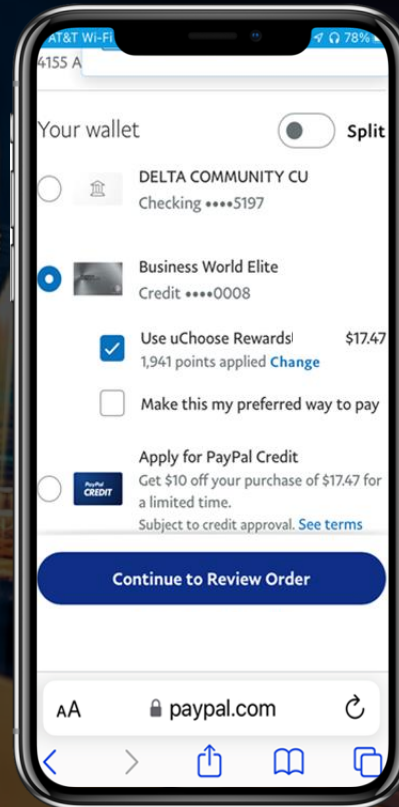 AT&T Wi-Fi 78%
4155 A
Your wallet Split
DELTA COMMUNITY CU
Checking ••••5197
Business World Elite
Credit ••••0008
Use uChoose Rewards $17.47
1,941 points applied Change
Make this my preferred way to pay
Apply for PayPal Credit
PayPal
CREDIT
Get $10 off your purchase of $17.47 for
a limited time.
Subject to credit approval. See terms
Continue to Review Order
AA paypal.com